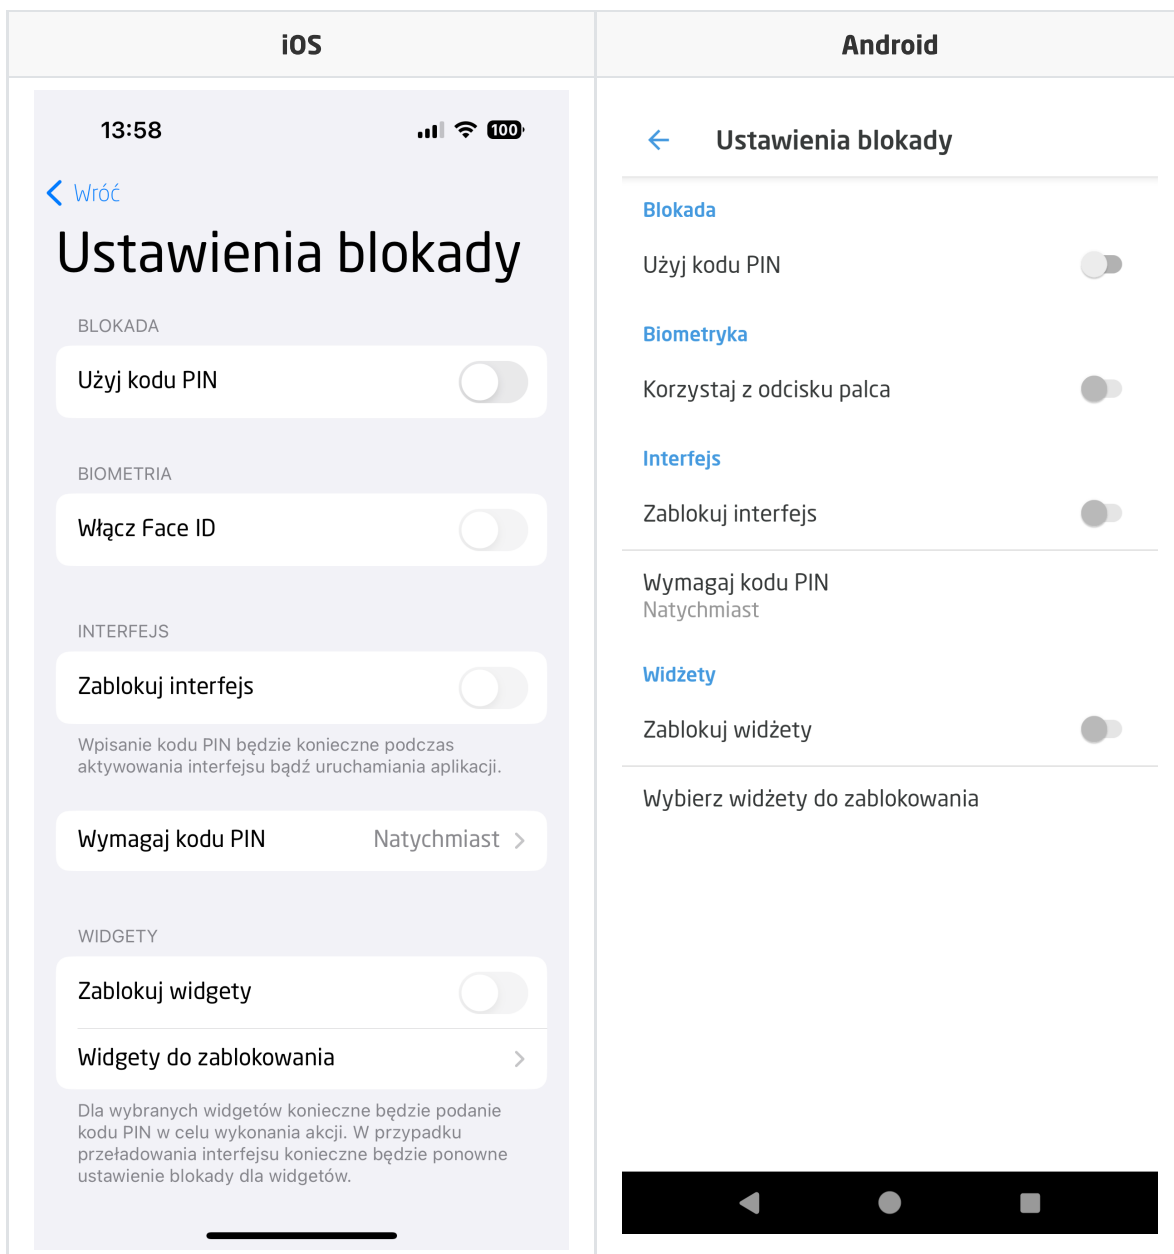 iOS
Android
13:58
100
Wróć
Ustawienia blokady
BLOKADA
Użyj kodu PIN
BIOMETRIA
Włącz Face ID
INTERFEJS
Zablokuj interfejs
Wpisanie kodu PIN będzie konieczne podczas
aktywowania interfejsu bądź uruchamiania aplikacji.
Wymagaj kodu PIN
Natychmiast
WIDGETY
Zablokuj widgety
Widgety do zablokowania
Dla wybranych widgetów konieczne będzie podanie
kodu PIN w celu wykonania akcji. W przypadku
przeładowania interfejsu konieczne będzie ponowne
ustawienie blokady dla widgetów.
Ustawienia blokady
Blokada
Użyj kodu PIN
Biometryka
Korzystaj z odcisku palca
Interfejs
Zablokuj interfejs
Wymagaj kodu PIN
Natychmiast
Widżety
Zablokuj widżety
Wybierz widżety do zablokowania